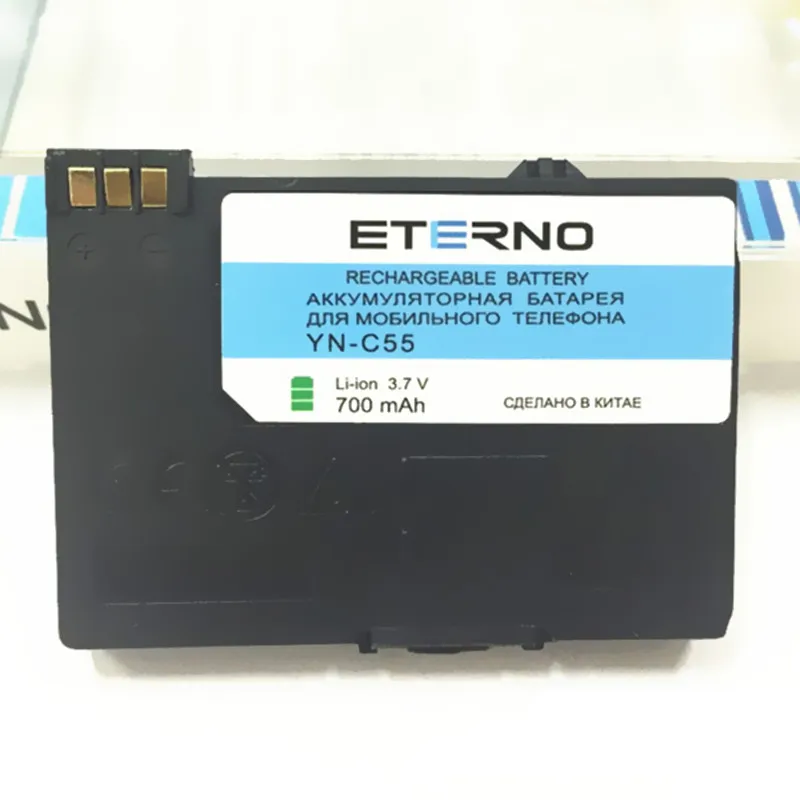 ETERNO
RECHARGEABLE BATTERY
АККУМУЛЯТОРНАЯ БАТАРЕЯ
ДЛЯ МОБИЛЬНОГО ТЕЛЕФОНА
YN-C55
Li-ion 3.7 V
700 mAh
СДЕЛАНО В КИТАЕ